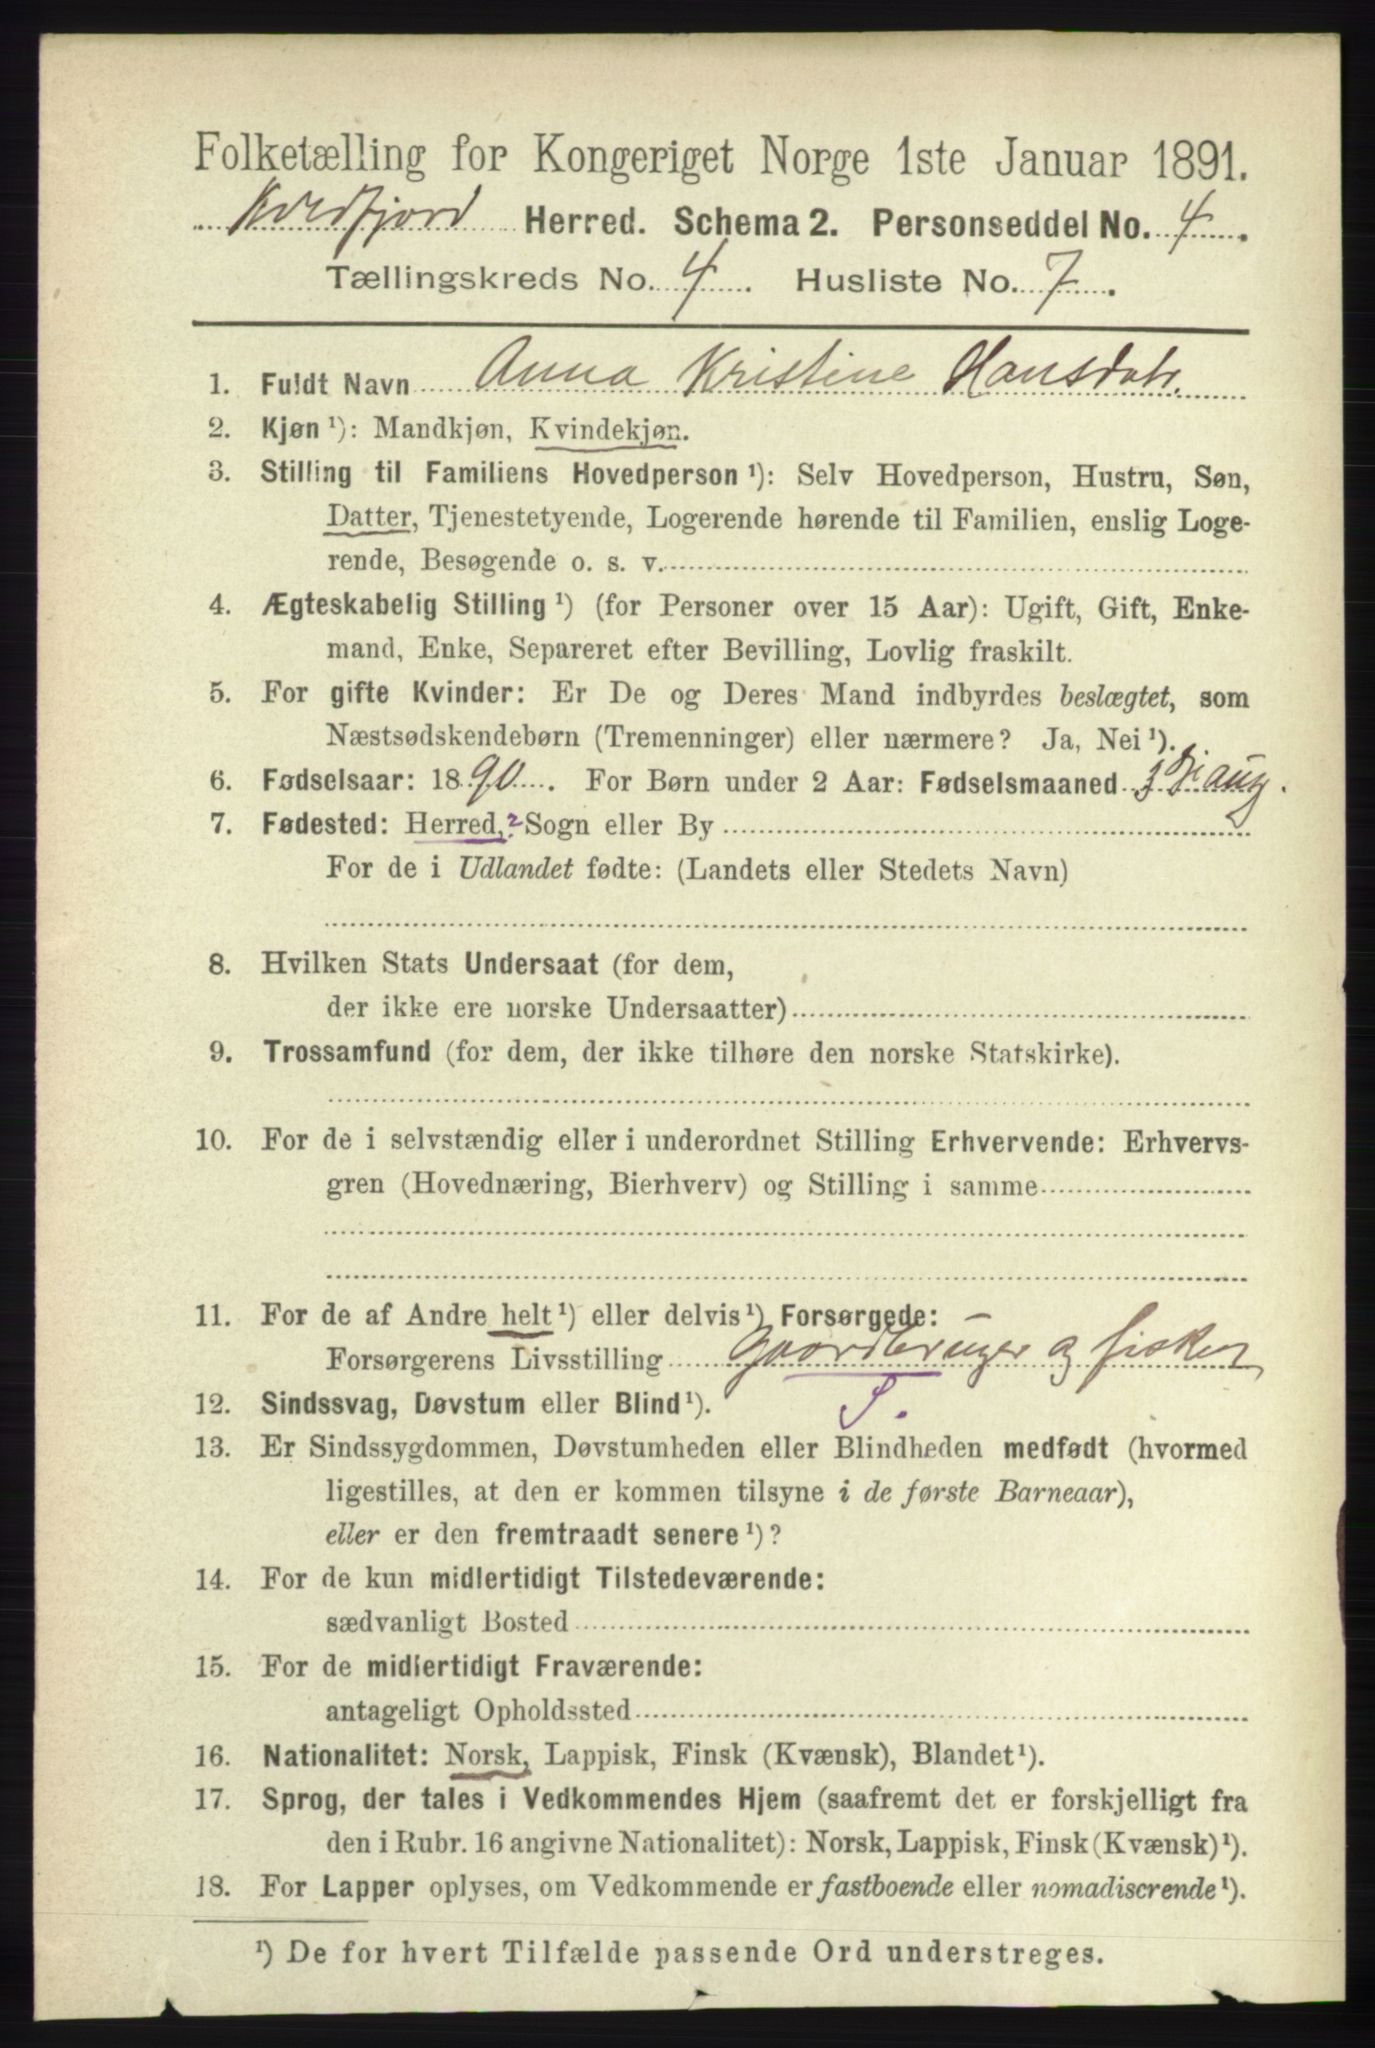 Folketælling for Kongeriget Norge 1ste Januar 1891.
Kvedfjord Herred. Schema 2. Personseddel No. 4.
Tællingskreds No. 4. Husliste No. 7.
1. Fuldt Navn Anna Kristine Hansdatr.
2. Kjøn ¹): Mandkjøn, Kvindekjøn.
3. Stilling til Familiens Hovedperson ¹): Selv Hovedperson, Hustru, Søn,
Datter, Tjenestetyende, Logerende hørende til Familien, enslig Loge-
rende, Besøgende o. s. v.
4. Ægteskabelig Stilling ¹) (for Personer over 15 Aar): Ugift, Gift, Enke-
mand, Enke, Separeret efter Bevilling, Lovlig fraskilt.
5. For gifte Kvinder: Er De og Deres Mand indbyrdes beslægtet, som
Næstsødskendebørn (Tremenninger) eller nærmere? Ja, Nei ¹).
6. Fødselsaar: 1890. For Børn under 2 Aar: Fødselsmaaned 3 aug.
7. Fødested: Herred,² Sogn eller By
For de i Udlandet fødte: (Landets eller Stedets Navn)
8. Hvilken Stats Undersaat (for dem,
der ikke ere norske Undersaatter)
9. Trossamfund (for dem, der ikke tilhøre den norske Statskirke).
10. For de i selvstændig eller i underordnet Stilling Erhvervende: Erhvervs-
gren (Hovednæring, Bierhverv) og Stilling i samme
11. For de af Andre helt ¹) eller delvis ¹) Forsørgede:
Forsørgerens Livsstilling Gaardbruger og fisker
12. Sindssvag, Døvstum eller Blind ¹). S.
13. Er Sindssygdommen, Døvstumheden eller Blindheden medfødt (hvormed
ligestilles, at den er kommen tilsyne i de første Barneaar),
eller er den fremtraadt senere ¹)?
14. For de kun midlertidigt Tilstedeværende:
sædvanligt Bosted
15. For de midlertidigt Fraværende:
antageligt Opholdssted
16. Nationalitet: Norsk, Lappisk, Finsk (Kvænsk), Blandet ¹).
17. Sprog, der tales i Vedkommendes Hjem (saafremt det er forskjelligt fra
den i Rubr. 16 angivne Nationalitet): Norsk, Lappisk, Finsk (Kvænsk) ¹).
18. For Lapper oplyses, om Vedkommende er fastboende eller nomadiserende ¹).
¹) De for hvert Tilfælde passende Ord understreges.